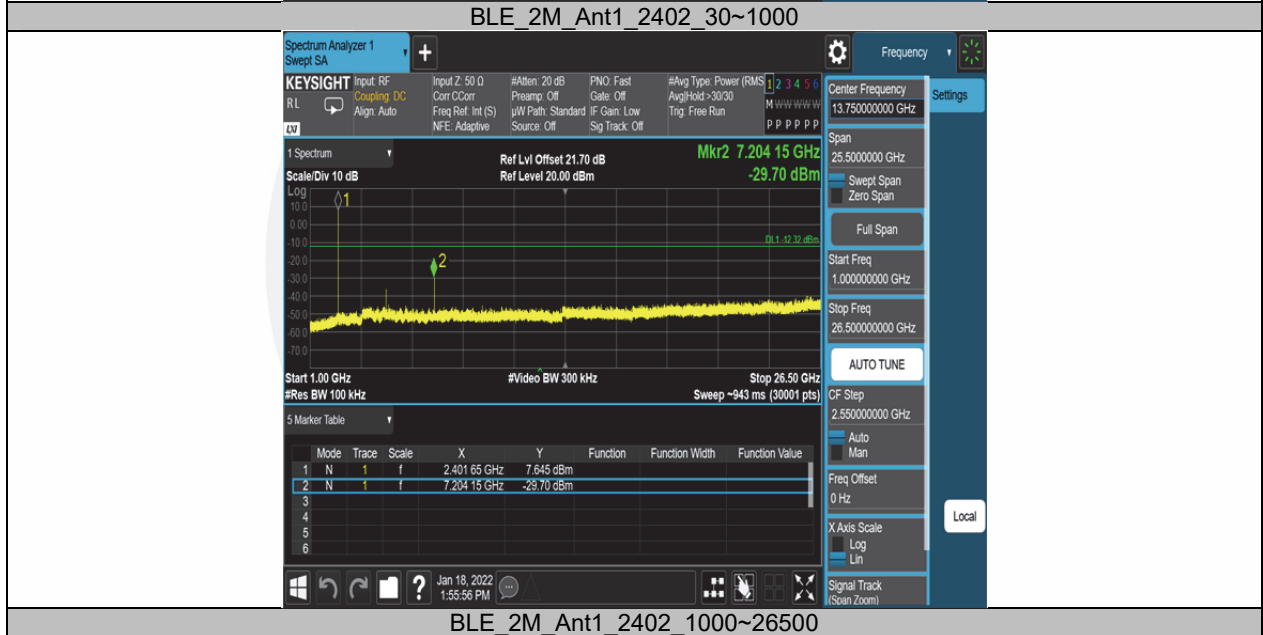 BLE_2M_Ant1_2402_30~1000
Spectrum Analyzer 1
Swept SA
+
Frequency
KEYSIGHT
RL
LXI
Input: RF
Coupling: DC
Align: Auto
Input Z: 50 Ω
Corr CCorr
Freq Ref: Int (S)
NFE: Adaptive
#Atten: 20 dB
Preamp: Off
µW Path: Standard
Source: Off
PNO: Fast
Gate: Off
IF Gain: Low
Sig Track: Off
#Avg Type: Power (RMS
Avg|Hold:>30/30
Trig: Free Run
1 2 3 4 5 6
M W W W W W
P P P P P P
Center Frequency
13.750000000 GHz
Settings
1 Spectrum
Scale/Div 10 dB
Ref Lvl Offset 21.70 dB
Ref Level 20.00 dBm
Mkr2 7.204 15 GHz
-29.70 dBm
Log
10.0
0.00
-10.0
-20.0
-30.0
-40.0
-50.0
-60.0
-70.0
1
2
DL1 -12.32 dBm
Start 1.00 GHz
#Res BW 100 kHz
#Video BW 300 kHz
Stop 26.50 GHz
Sweep ~943 ms (30001 pts)
Span
25.5000000 GHz
Swept Span
Zero Span
Full Span
Start Freq
1.000000000 GHz
Stop Freq
26.500000000 GHz
AUTO TUNE
CF Step
2.550000000 GHz
Auto
Man
Freq Offset
0 Hz
X Axis Scale
Log
Lin
Signal Track
(Span Zoom)
Local
5 Marker Table
Mode Trace Scale X Y Function Function Width Function Value
1 N 1 f 2.401 65 GHz 7.645 dBm
2 N 1 f 7.204 15 GHz -29.70 dBm
3
4
5
6
?
Jan 18, 2022
1:55:56 PM
BLE_2M_Ant1_2402_1000~26500